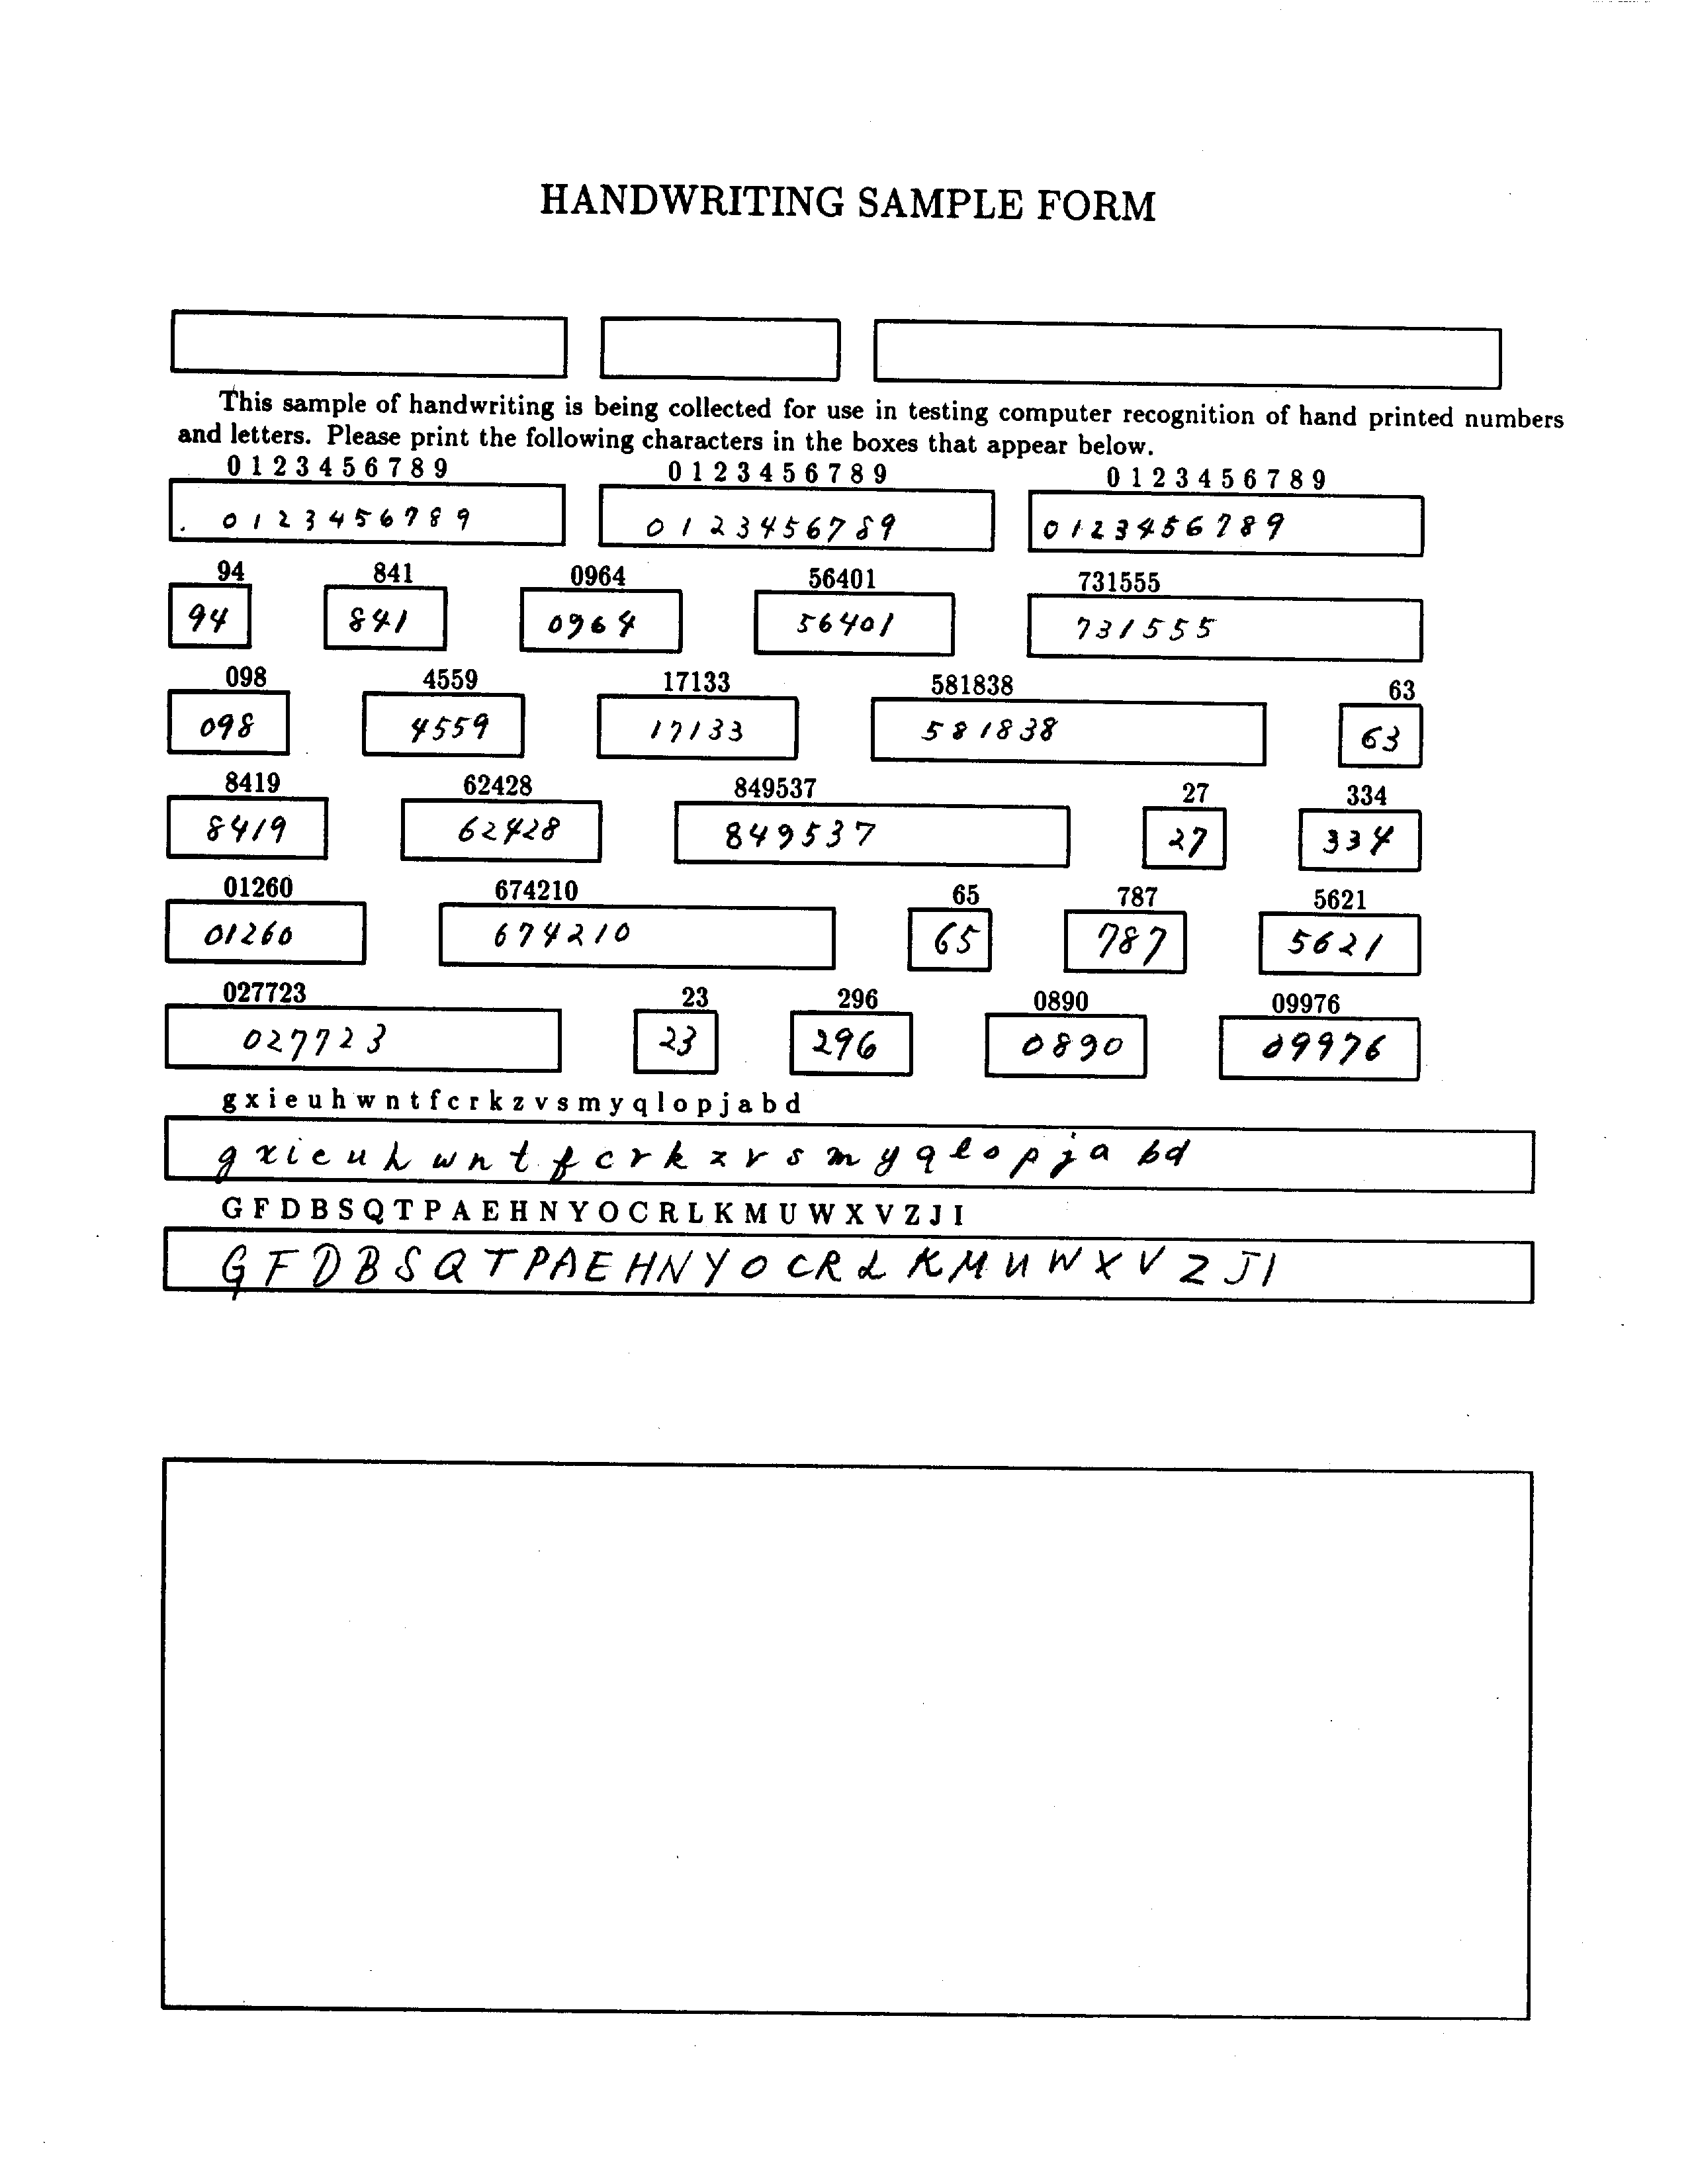 HANDWRITING SAMPLE FORM
This sample of handwriting is being collected for use in testing computer recognition of hand printed numbers
and letters. Please print the following characters in the boxes that appear below.
0 1 2 3 4 5 6 7 8 9 0 1 2 3 4 5 6 7 8 9 0 1 2 3 4 5 6 7 8 9
0 1 2 3 4 5 6 7 8 9 0 1 2 3 4 5 6 7 8 9 0 1 2 3 4 5 6 7 8 9
94 841 0964 56401 731555
94 841 0964 56401 731555
098 4559 17133 581838 63
098 4559 17133 581838 63
8419 62428 849537 27 334
8419 62428 849537 27 334
01260 674210 65 787 5621
01260 674210 65 787 5621
027723 23 296 0890 09976
027723 23 296 0890 09976
g x i e u h w n t f c r k z v s m y q l o p j a b d
g x i e u h w n t f c r k z v s m y q l o p j a b d
G F D B S Q T P A E H N Y O C R L K M U W X V Z J I
G F D B S Q T P A E H N Y O C R L K M U W X V Z J I